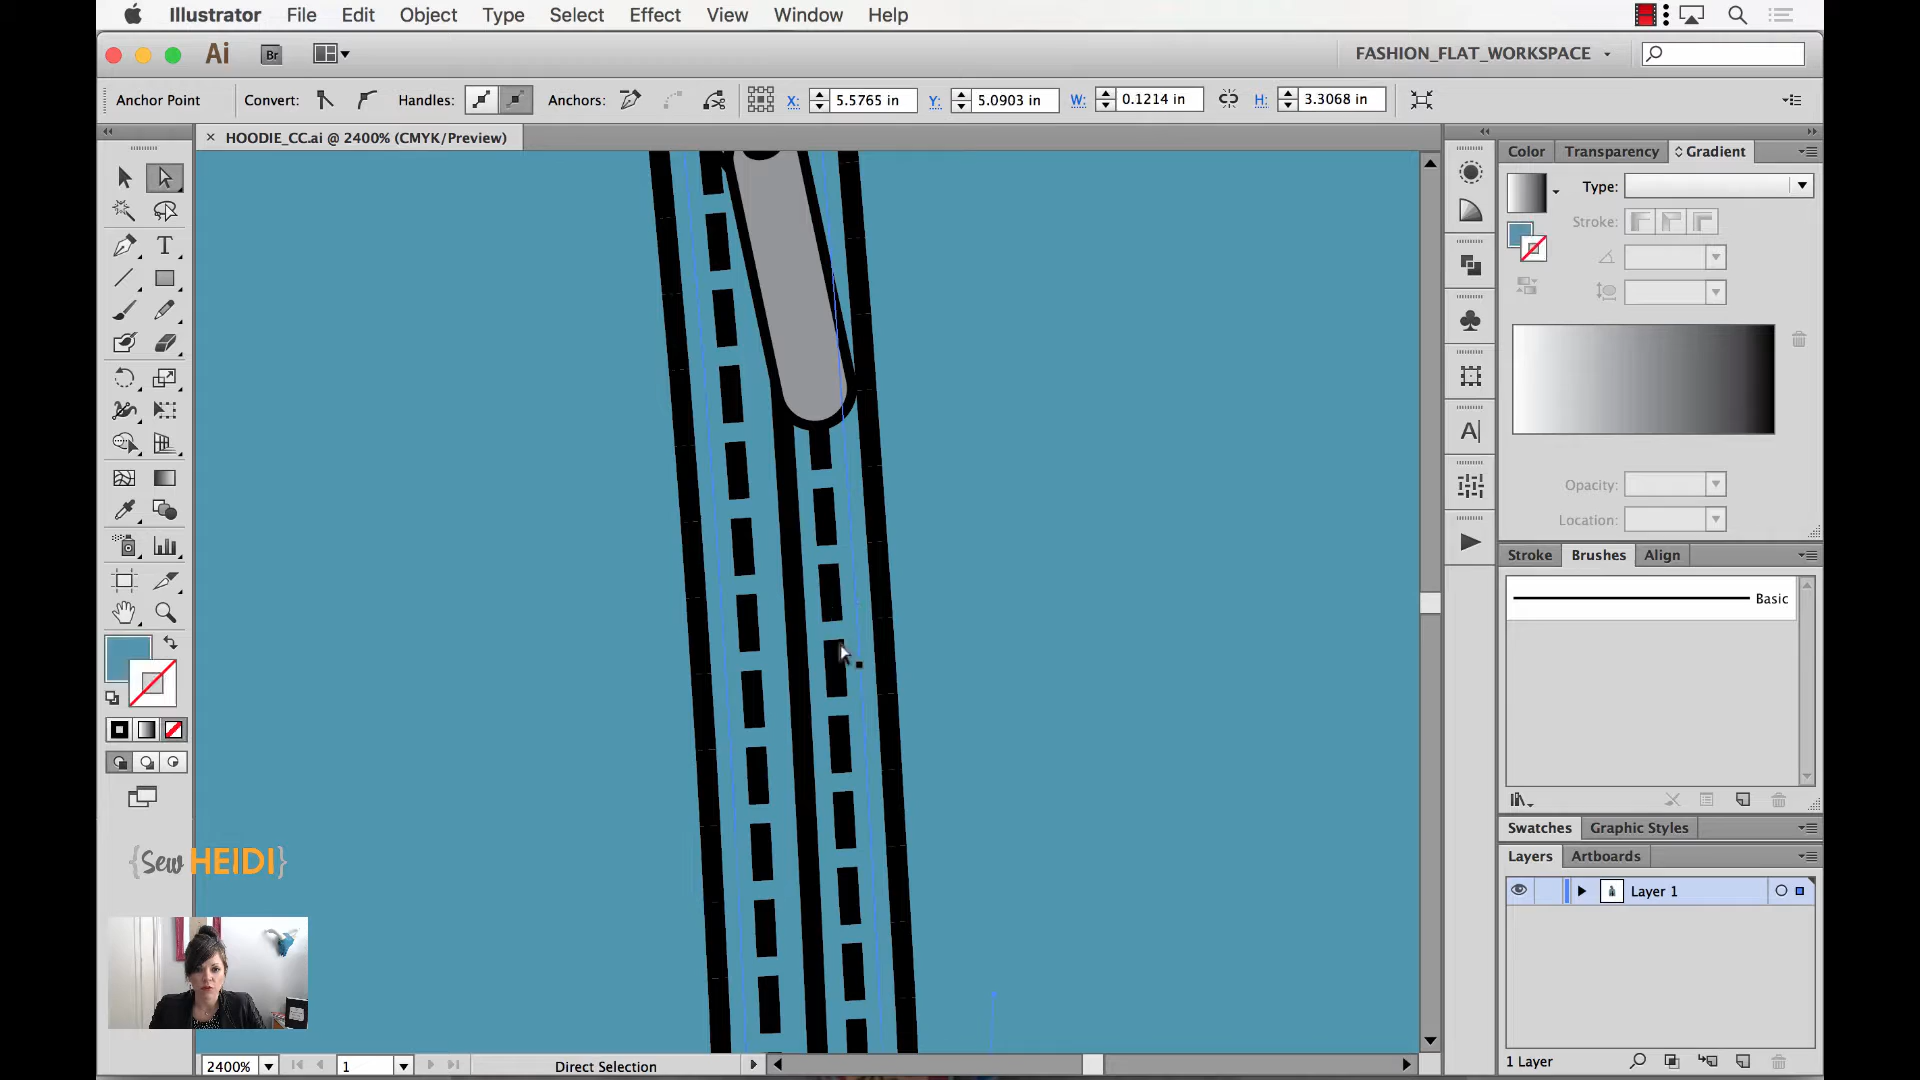 Illustrator File Edit Object Type Select Effect View Window Help
Ai Br FASHION_FLAT_WORKSPACE
Anchor Point Convert: Handles: Anchors: X: 5.5765 in Y: 5.0903 in W: 0.1214 in H: 3.3068 in
× HOODIE_CC.ai @ 2400% (CMYK/Preview)
Color Transparency Gradient
Type:
Stroke:
Opacity:
Location:
Stroke Brushes Align
Basic
Swatches Graphic Styles
Layers Artboards
Layer 1
1 Layer
{Sew HEIDI}
2400% 1 Direct Selection